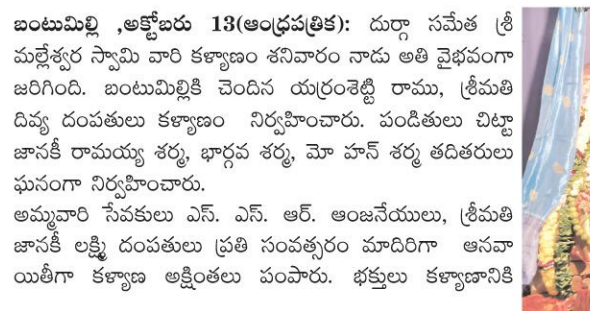 బంటుమిల్లి ,అక్టోబరు 13(ఆంధ్రపత్రిక): దుర్గా సమేత శ్రీ
మల్లేశ్వర స్వామి వారి కళ్యాణం శనివారం నాడు అతి వైభవంగా
జరిగింది. బంటుమిల్లికి చెందిన యర్రంశెట్టి రాము, శ్రీమతి
దివ్య దంపతులు కళ్యాణం నిర్వహించారు. పండితులు చిట్టా
జానకీ రామయ్య శర్మ, భార్గవ శర్మ, మో హన్ శర్మ తదితరులు
ఘనంగా నిర్వహించారు.
అమ్మవారి సేవకులు ఎస్. ఎస్. ఆర్. ఆంజనేయులు, శ్రీమతి
జానకీ లక్ష్మి దంపతులు ప్రతి సంవత్సరం మాదిరిగా ఆనవా
యితీగా కళ్యాణ అక్షింతలు పంపారు. భక్తులు కళ్యాణానికి